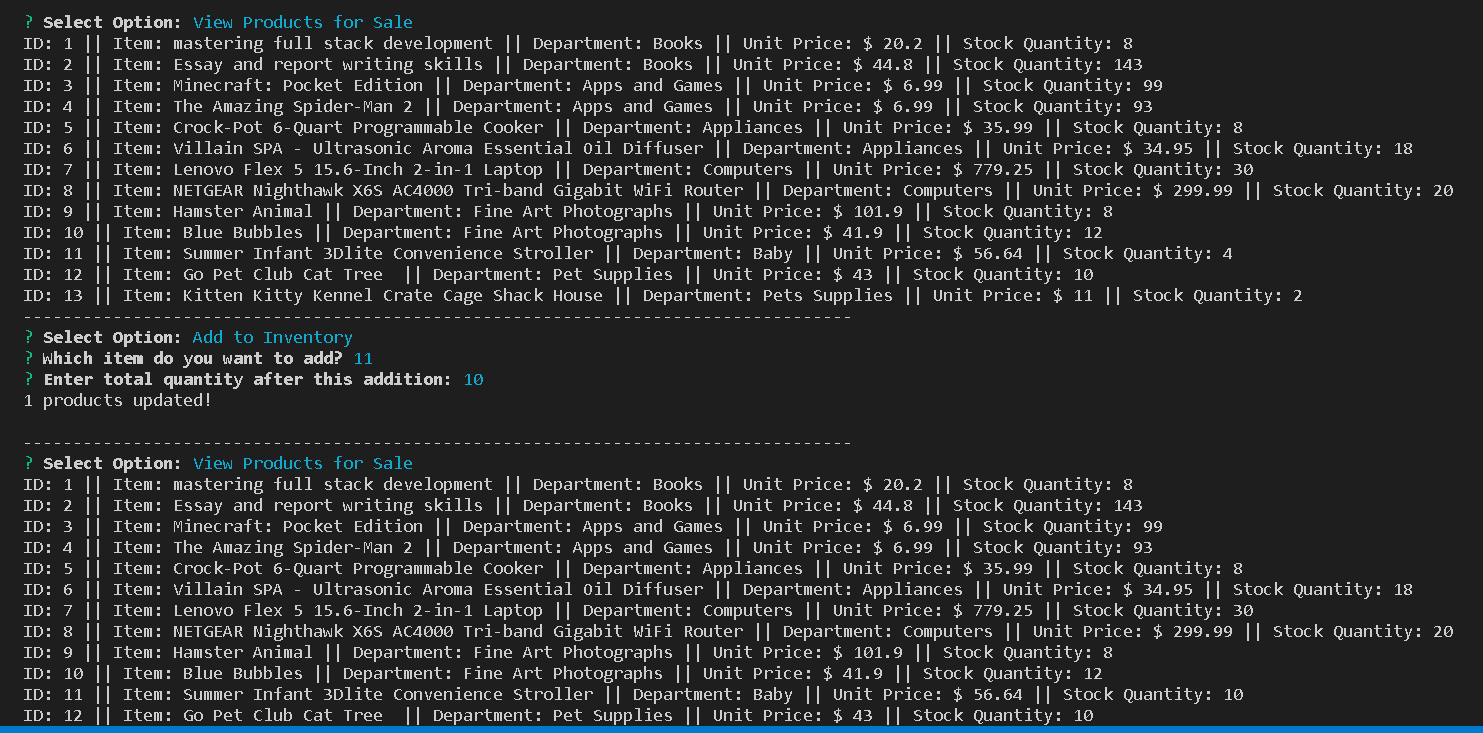 ? Select Option: View Products for Sale
ID: 1 || Item: mastering full stack development || Department: Books || Unit Price: $ 20.2 || Stock Quantity: 8
ID: 2 || Item: Essay and report writing skills || Department: Books || Unit Price: $ 44.8 || Stock Quantity: 143
ID: 3 || Item: Minecraft: Pocket Edition || Department: Apps and Games || Unit Price: $ 6.99 || Stock Quantity: 99
ID: 4 || Item: The Amazing Spider-Man 2 || Department: Apps and Games || Unit Price: $ 6.99 || Stock Quantity: 93
ID: 5 || Item: Crock-Pot 6-Quart Programmable Cooker || Department: Appliances || Unit Price: $ 35.99 || Stock Quantity: 8
ID: 6 || Item: Villain SPA - Ultrasonic Aroma Essential Oil Diffuser || Department: Appliances || Unit Price: $ 34.95 || Stock Quantity: 18
ID: 7 || Item: Lenovo Flex 5 15.6-Inch 2-in-1 Laptop || Department: Computers || Unit Price: $ 779.25 || Stock Quantity: 30
ID: 8 || Item: NETGEAR Nighthawk X6S AC4000 Tri-band Gigabit WiFi Router || Department: Computers || Unit Price: $ 299.99 || Stock Quantity: 20
ID: 9 || Item: Hamster Animal || Department: Fine Art Photographs || Unit Price: $ 101.9 || Stock Quantity: 8
ID: 10 || Item: Blue Bubbles || Department: Fine Art Photographs || Unit Price: $ 41.9 || Stock Quantity: 12
ID: 11 || Item: Summer Infant 3Dlite Convenience Stroller || Department: Baby || Unit Price: $ 56.64 || Stock Quantity: 4
ID: 12 || Item: Go Pet Club Cat Tree  || Department: Pet Supplies || Unit Price: $ 43 || Stock Quantity: 10
ID: 13 || Item: Kitten Kitty Kennel Crate Cage Shack House || Department: Pets Supplies || Unit Price: $ 11 || Stock Quantity: 2
-----------------------------------------------------------------------------------
? Select Option: Add to Inventory
? Which item do you want to add? 11
? Enter total quantity after this addition: 10
1 products updated!
-----------------------------------------------------------------------------------
? Select Option: View Products for Sale
ID: 1 || Item: mastering full stack development || Department: Books || Unit Price: $ 20.2 || Stock Quantity: 8
ID: 2 || Item: Essay and report writing skills || Department: Books || Unit Price: $ 44.8 || Stock Quantity: 143
ID: 3 || Item: Minecraft: Pocket Edition || Department: Apps and Games || Unit Price: $ 6.99 || Stock Quantity: 99
ID: 4 || Item: The Amazing Spider-Man 2 || Department: Apps and Games || Unit Price: $ 6.99 || Stock Quantity: 93
ID: 5 || Item: Crock-Pot 6-Quart Programmable Cooker || Department: Appliances || Unit Price: $ 35.99 || Stock Quantity: 8
ID: 6 || Item: Villain SPA - Ultrasonic Aroma Essential Oil Diffuser || Department: Appliances || Unit Price: $ 34.95 || Stock Quantity: 18
ID: 7 || Item: Lenovo Flex 5 15.6-Inch 2-in-1 Laptop || Department: Computers || Unit Price: $ 779.25 || Stock Quantity: 30
ID: 8 || Item: NETGEAR Nighthawk X6S AC4000 Tri-band Gigabit WiFi Router || Department: Computers || Unit Price: $ 299.99 || Stock Quantity: 20
ID: 9 || Item: Hamster Animal || Department: Fine Art Photographs || Unit Price: $ 101.9 || Stock Quantity: 8
ID: 10 || Item: Blue Bubbles || Department: Fine Art Photographs || Unit Price: $ 41.9 || Stock Quantity: 12
ID: 11 || Item: Summer Infant 3Dlite Convenience Stroller || Department: Baby || Unit Price: $ 56.64 || Stock Quantity: 10
ID: 12 || Item: Go Pet Club Cat Tree  || Department: Pet Supplies || Unit Price: $ 43 || Stock Quantity: 10